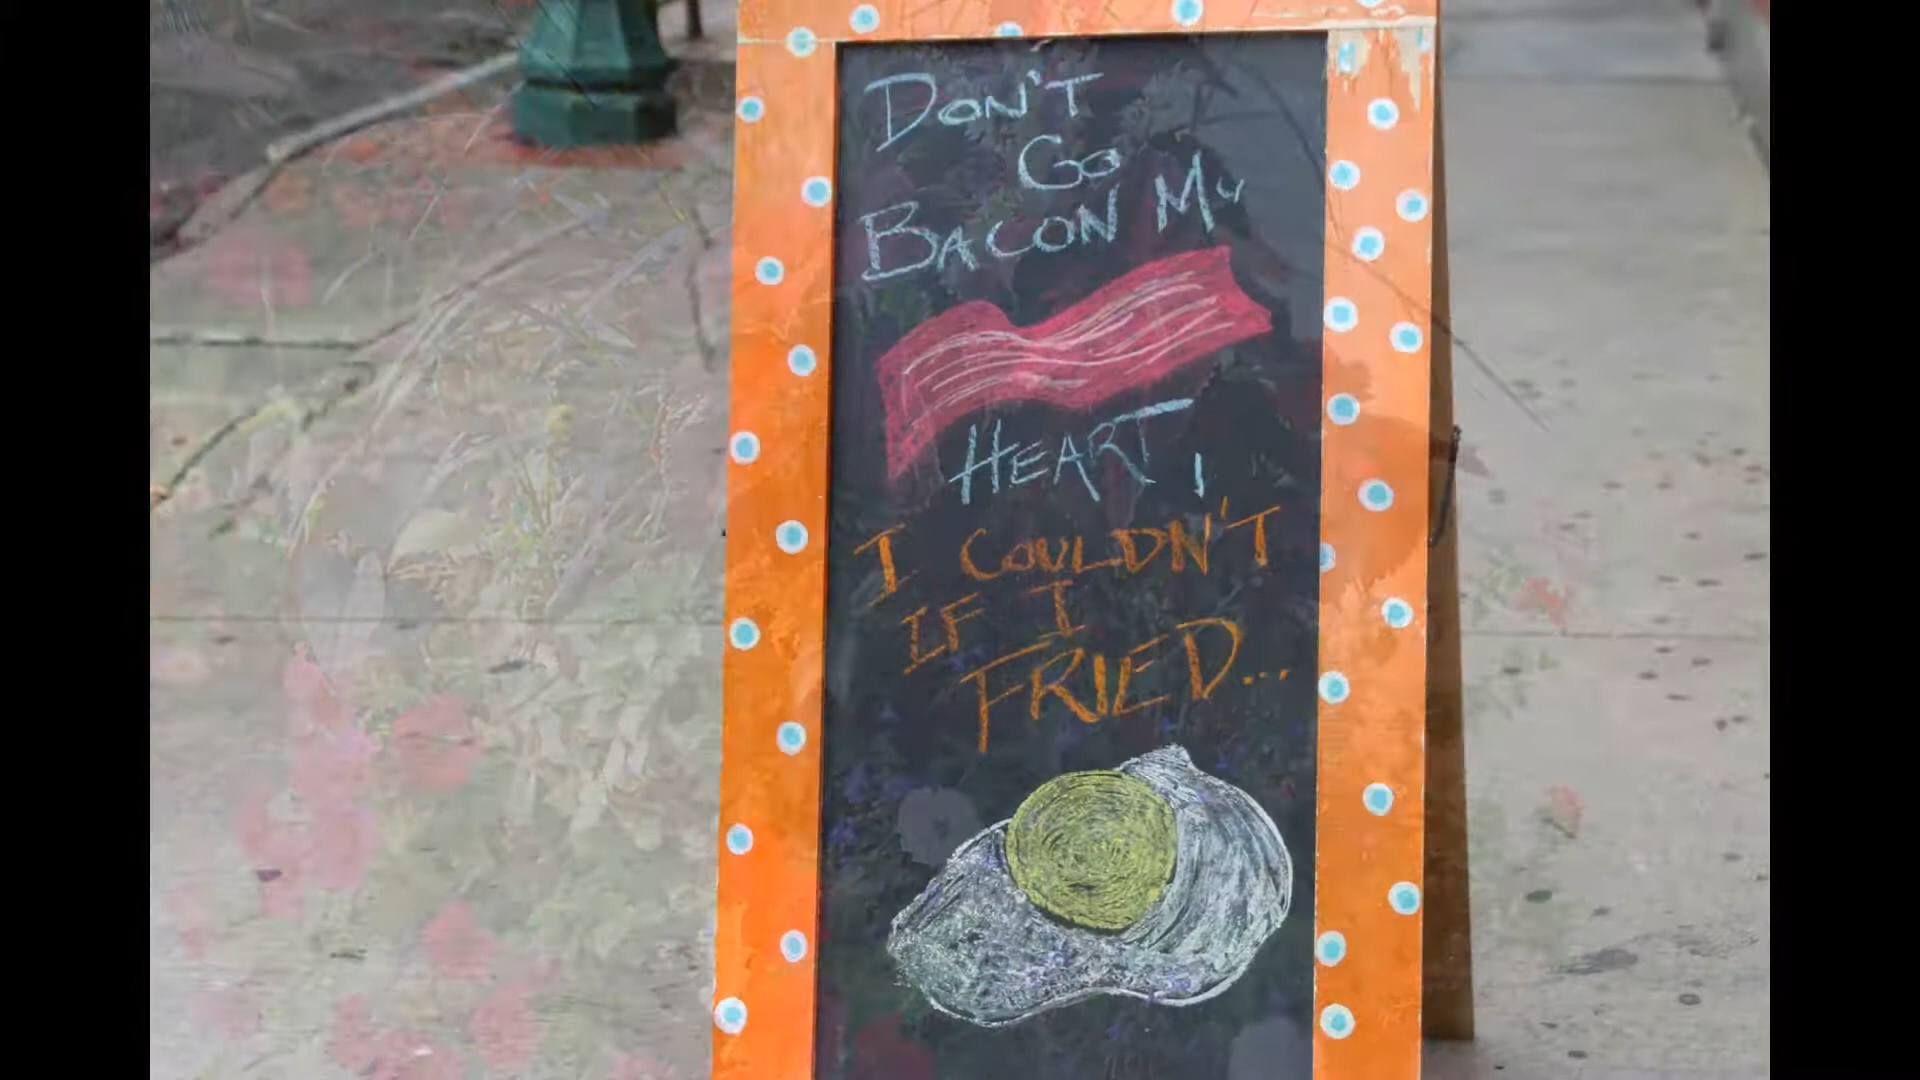 DON'T
GO
BACON MY
HEART,
I COULDN'T
IF I
FRIED...